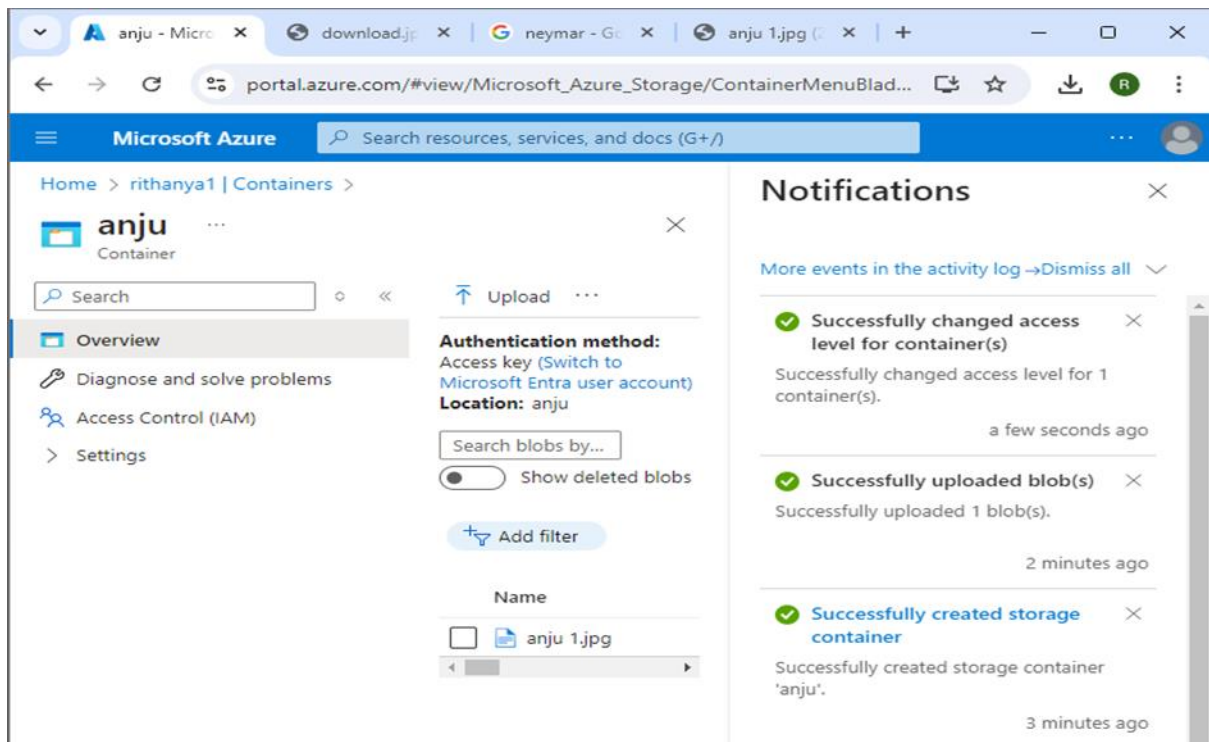 anju - Micro
download.jp
neymar - Go
anju 1.jpg (
portal.azure.com/#view/Microsoft_Azure_Storage/ContainerMenuBlad...
R
Microsoft Azure
Search resources, services, and docs (G+/)
Home > rithanya1 | Containers >
anju
Container
Search
Overview
Diagnose and solve problems
Access Control (IAM)
Settings
Upload
Authentication method:
Access key (Switch to
Microsoft Entra user account)
Location: anju
Search blobs by...
Show deleted blobs
Add filter
Name
anju 1.jpg
Notifications
More events in the activity log →Dismiss all
Successfully changed access
level for container(s)
Successfully changed access level for 1
container(s).
a few seconds ago
Successfully uploaded blob(s)
Successfully uploaded 1 blob(s).
2 minutes ago
Successfully created storage
container
Successfully created storage container
'anju'.
3 minutes ago